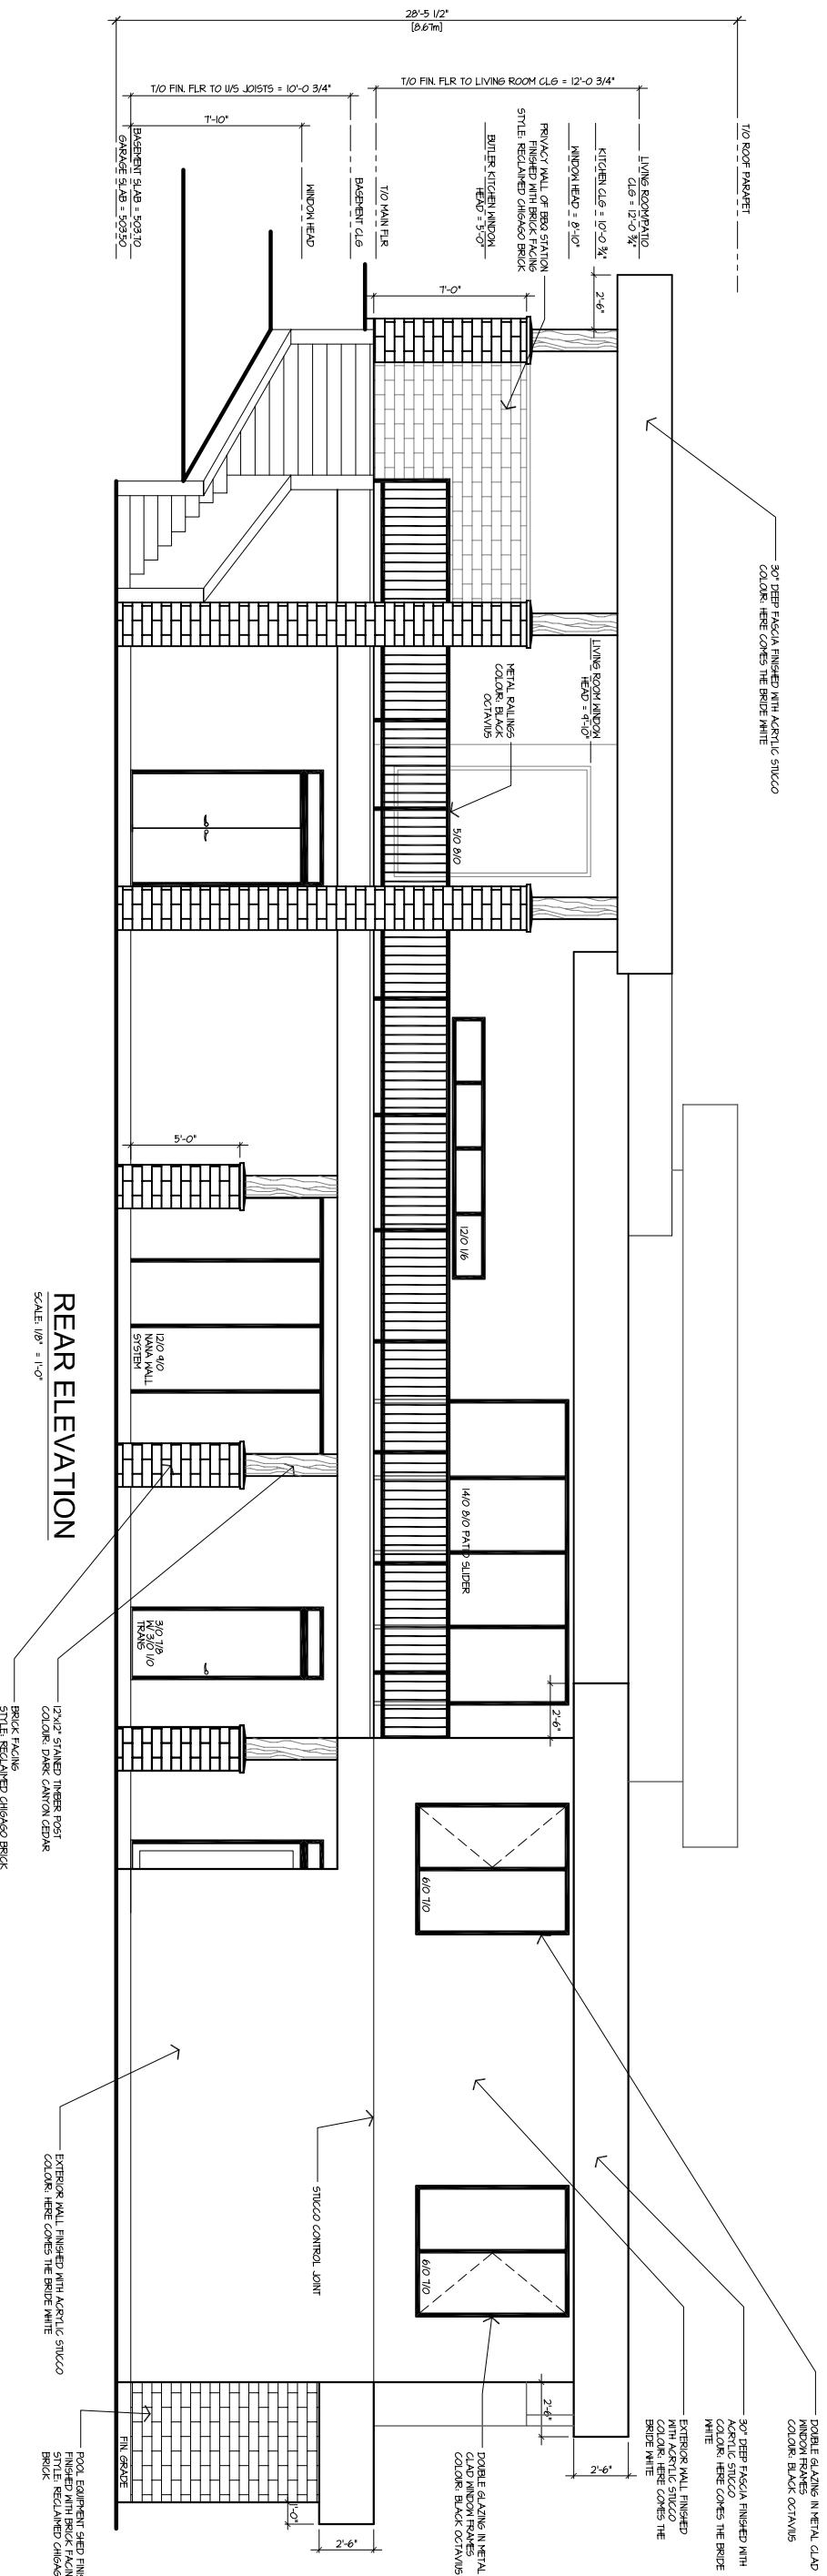 28'-5 1/2"
[8.67m]
T/O FIN. FLR TO U/S JOISTS = 10'-0 3/4"
T/O FIN. FLR TO LIVING ROOM CLG = 12'-0 3/4"
7'-10"
T/O ROOF PARAPET
LIVING ROOM/PATIO
CLG = 12'-0 3/4"
KITCHEN CLG = 10'-0 3/4"
WINDOW HEAD = 8'-10"
PRIVACY WALL OF BBQ STATION
FINISHED WITH BRICK FACING
STYLE: RECLAIMED CHICAGO BRICK
BUTLER KITCHEN WINDOW
HEAD = 5'-0"
T/O MAIN FLR
BASEMENT CLG
WINDOW HEAD
BASEMENT SLAB = 503.70
GARAGE SLAB = 503.50
2'-6"
7'-0"
30" DEEP FASCIA FINISHED WITH ACRYLIC STUCCO
COLOUR: HERE COMES THE BRIDE WHITE
LIVING ROOM WINDOW
HEAD = 9'-10"
METAL RAILINGS
COLOUR: BLACK
OCTAVIUS
5/0 8/0
5'-0"
12/0 1/6
12/0 9/0
NANA WALL
SYSTEM
14/0 8/0 PATIO SLIDER
3/0 7/8
W/ 3/0 1/0
TRANS
2'-6"
REAR ELEVATION
SCALE: 1/8" = 1'-0"
12"x12" STAINED TIMBER POST
COLOUR: DARK CANYON CEDAR
BRICK FACING
STYLE: RECLAIMED CHICAGO BRICK
6/0 7/0
6/0 7/0
STUCCO CONTROL JOINT
EXTERIOR WALL FINISHED WITH ACRYLIC STUCCO
COLOUR: HERE COMES THE BRIDE WHITE
DOUBLE GLAZING IN METAL CLAD
WINDOW FRAMES
COLOUR: BLACK OCTAVIUS
30" DEEP FASCIA FINISHED WITH
ACRYLIC STUCCO
COLOUR: HERE COMES THE BRIDE
WHITE
EXTERIOR WALL FINISHED
WITH ACRYLIC STUCCO
COLOUR: HERE COMES THE
BRIDE WHITE
2'-6"
2'-6"
DOUBLE GLAZING IN METAL
CLAD WINDOW FRAMES
COLOUR: BLACK OCTAVIUS
1'-0"
2'-6"
FIN. GRADE
POOL EQUIPMENT SHED
FINISHED WITH BRICK
STYLE: RECLAIMED
BRICK